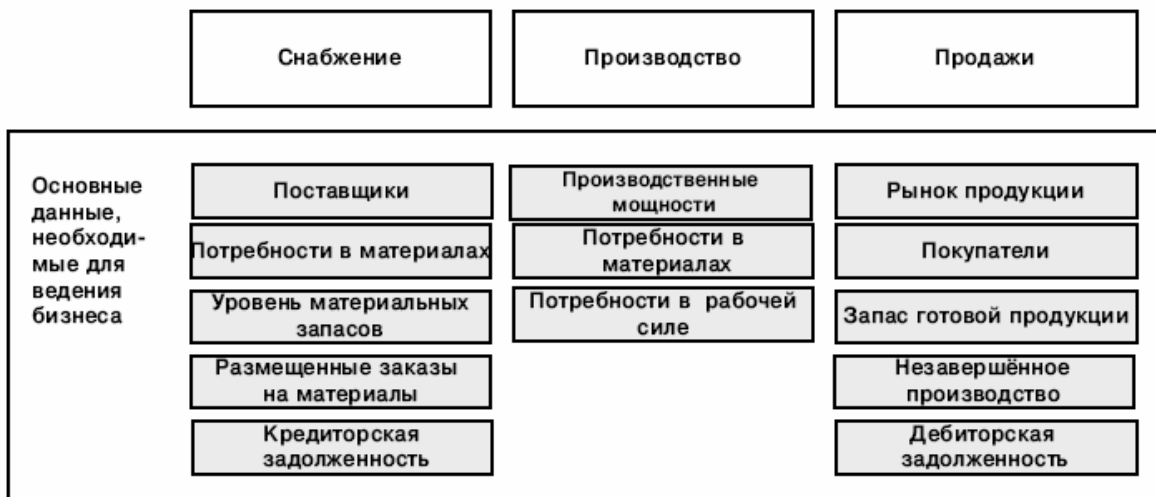 Снабжение
Производство
Продажи
Основные
данные,
необходи-
мые для
ведения
бизнеса
Поставщики
Потребности в материалах
Уровень материальных
запасов
Размещенные заказы
на материалы
Кредиторская
задолженность
Производственные
мощности
Потребности в
материалах
Потребности в рабочей
силе
Рынок продукции
Покупатели
Запас готовой продукции
Незавершённое
производство
Дебиторская
задолженность